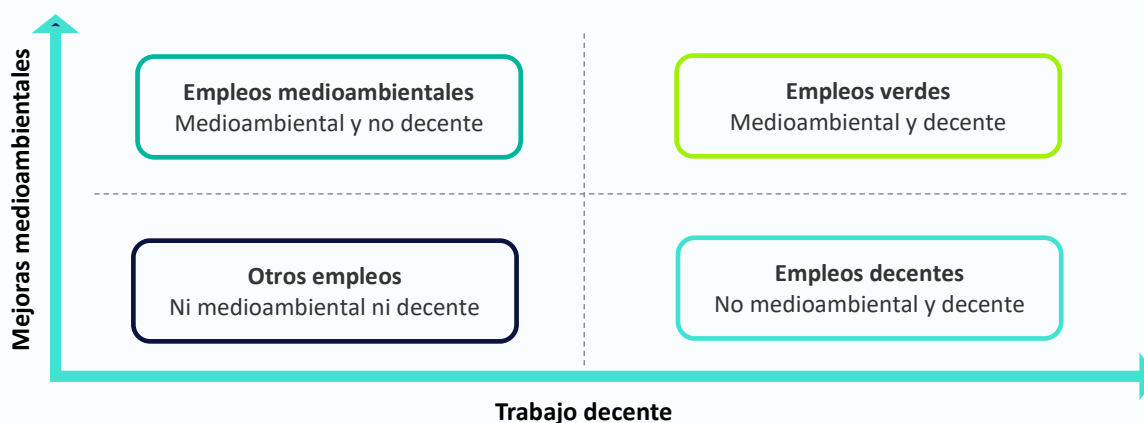 Mejoras medioambientales
Empleos medioambientales
Medioambiental y no decente
Empleos verdes
Medioambiental y decente
Otros empleos
Ni medioambiental ni decente
Empleos decentes
No medioambiental y decente
Trabajo decente